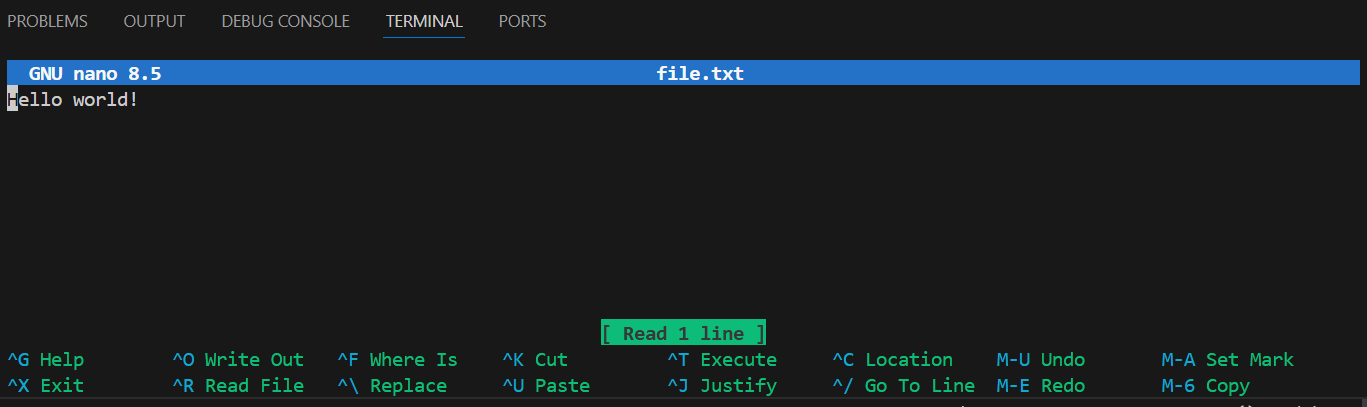 PROBLEMS OUTPUT DEBUG CONSOLE TERMINAL PORTS
GNU nano 8.5 file.txt
Hello world!
[ Read 1 line ]
^G Help ^O Write Out ^F Where Is ^K Cut ^T Execute ^C Location M-U Undo M-A Set Mark
^X Exit ^R Read File ^\ Replace ^U Paste ^J Justify ^/ Go To Line M-E Redo M-6 Copy